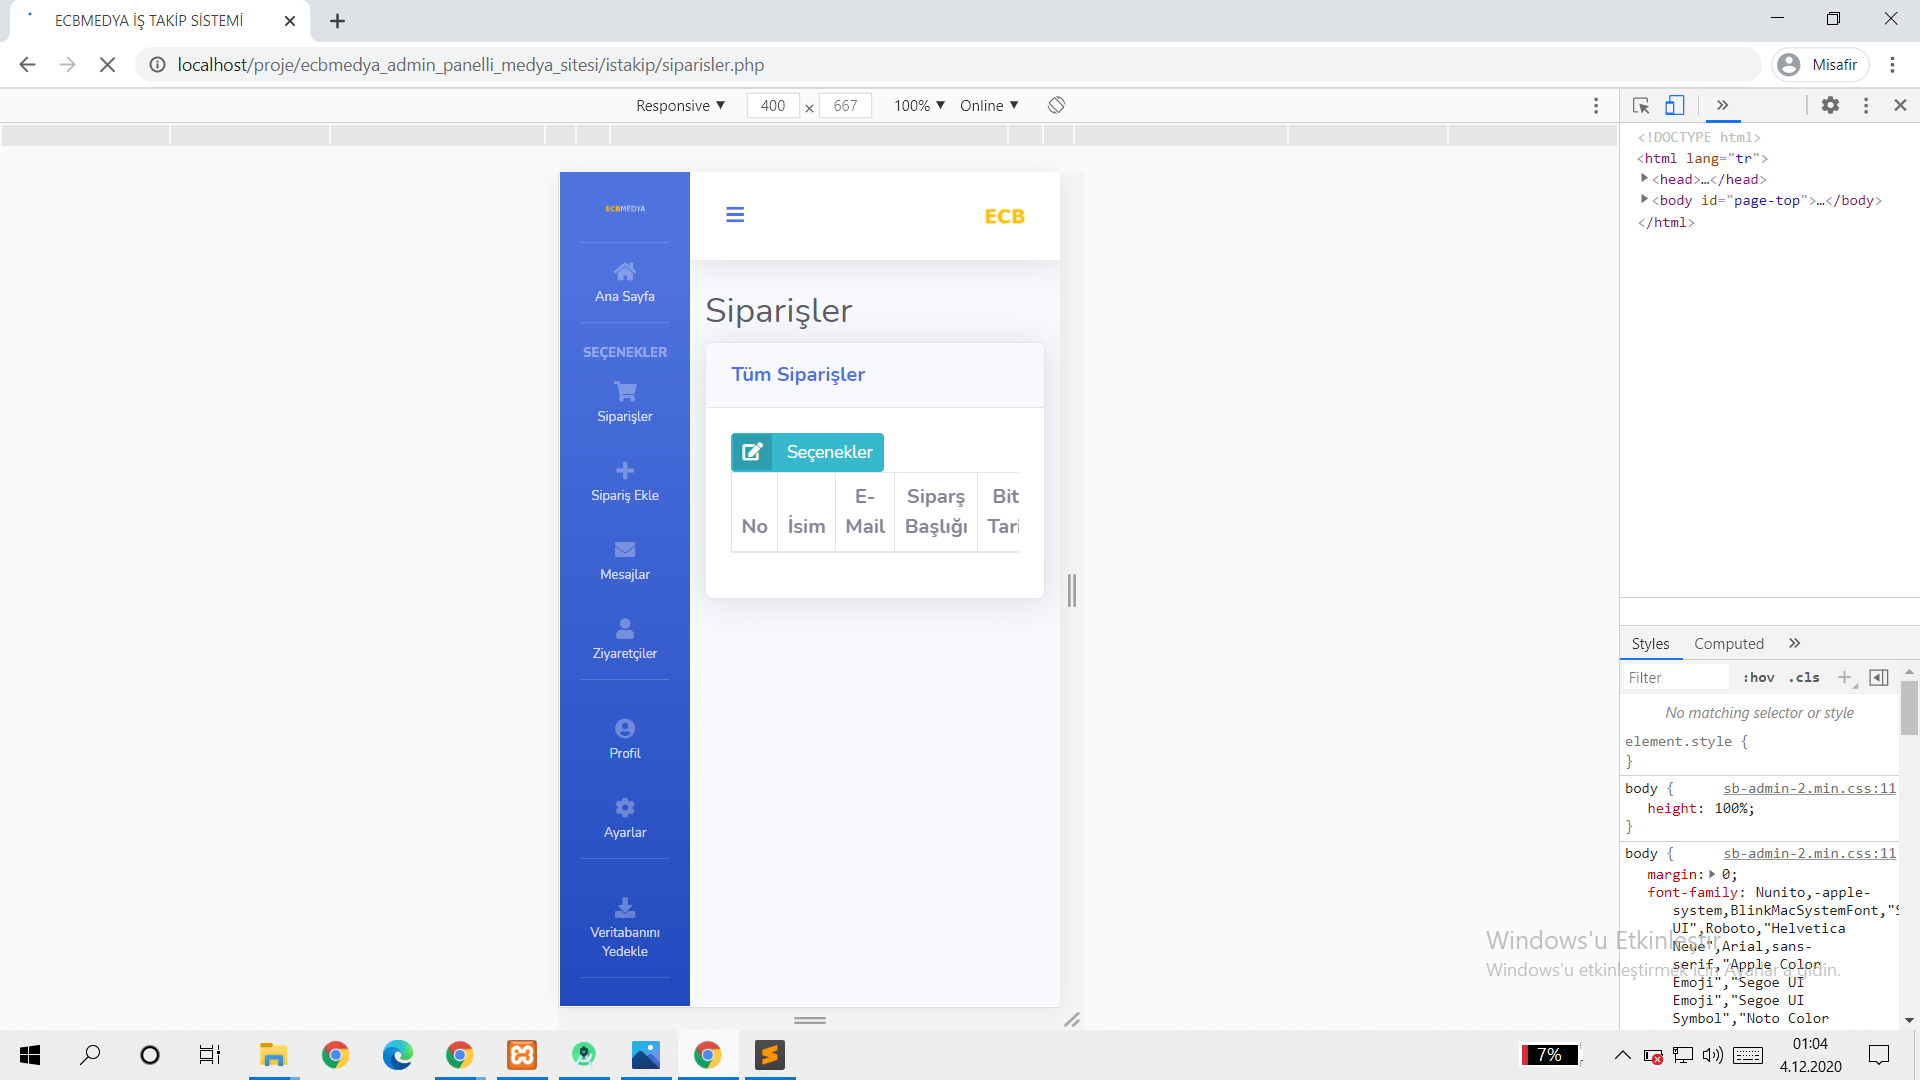 ECBMEDYA İŞ TAKİP SİSTEMİ
localhost/proje/ecbmedya_admin_panelli_medya_sitesi/istakip/siparisler.php
Misafir
Responsive ▼ 400 × 667 100% ▼ Online ▼
ECBMEDYA
Ana Sayfa
SEÇENEKLER
Siparişler
Sipariş Ekle
Mesajlar
Ziyaretçiler
Profil
Ayarlar
Veritabanını
Yedekle
ECB
Siparişler
Tüm Siparişler
Seçenekler
No
İsim
E-
Mail
Siparş
Başlığı
Bit
Tari
<!DOCTYPE html>
<html lang="tr">
<head>…</head>
<body id="page-top">…</body>
</html>
Styles Computed
Filter :hov .cls
No matching selector or style
element.style {
}
body { sb-admin-2.min.css:11
height: 100%;
}
body { sb-admin-2.min.css:11
margin: 0;
font-family: Nunito,-apple-
system,BlinkMacSystemFont,"S
UI",Roboto,"Helvetica
Neue",Arial,sans-
serif,"Apple Color
Emoji","Segoe UI
Emoji","Segoe UI
Symbol","Noto Color
Windows'u Etkinleştir
Windows'u etkinleştirmek için Ayarlar'a gidin.
7%
01:04
4.12.2020